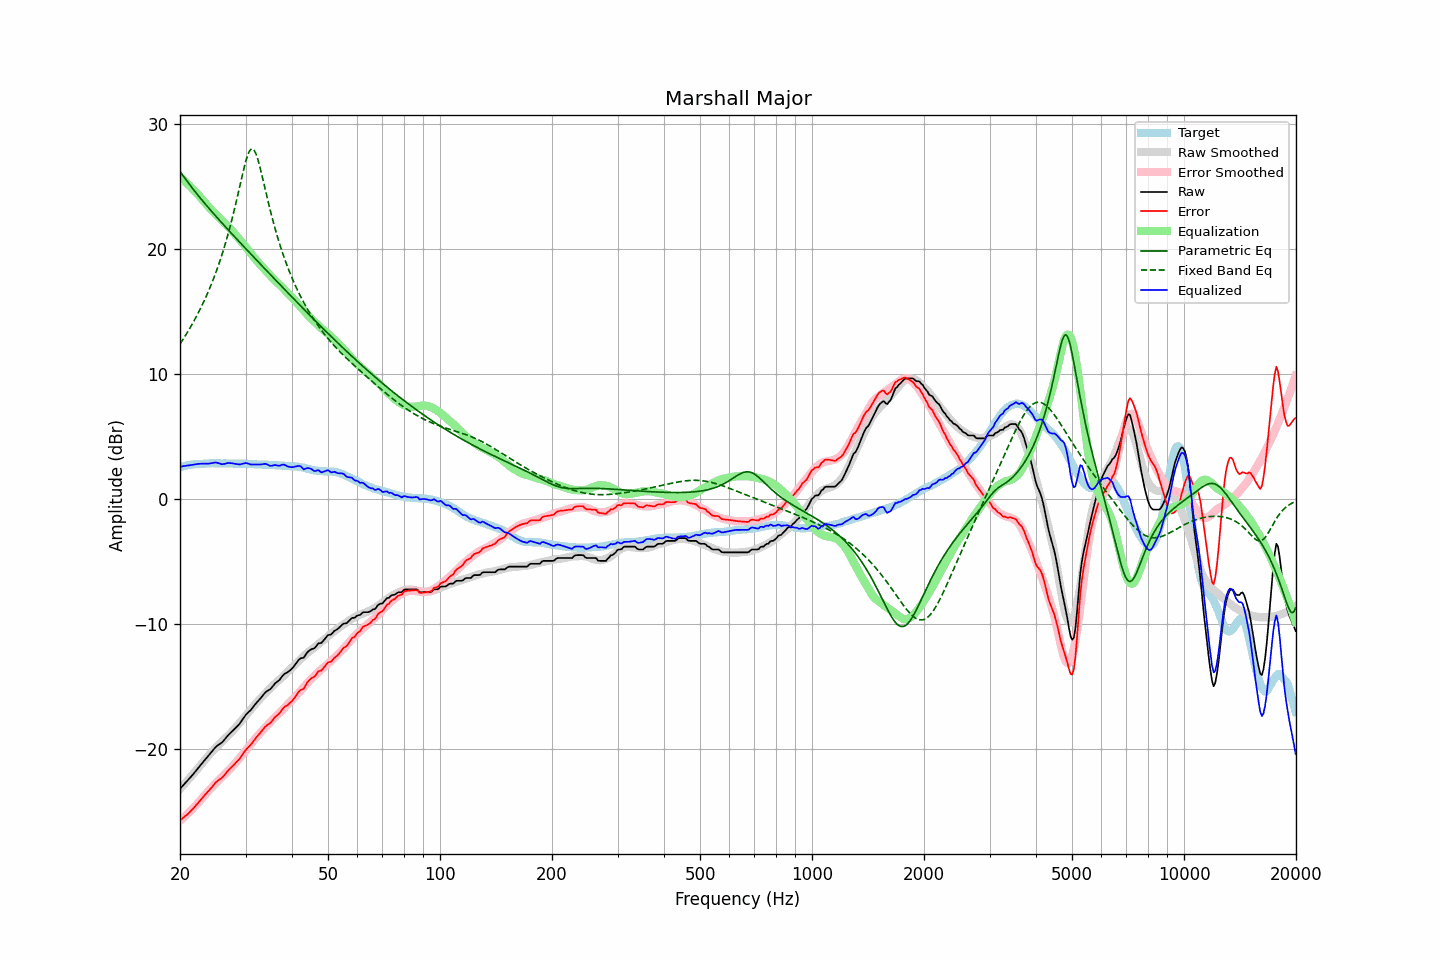 Marshall Major
Amplitude (dBr)
30
20
10
0
−10
−20
Target
Raw Smoothed
Error Smoothed
Raw
Error
Equalization
Parametric Eq
Fixed Band Eq
Equalized
20 50 100 200 500 1000 2000 5000 10000 20000
Frequency (Hz)